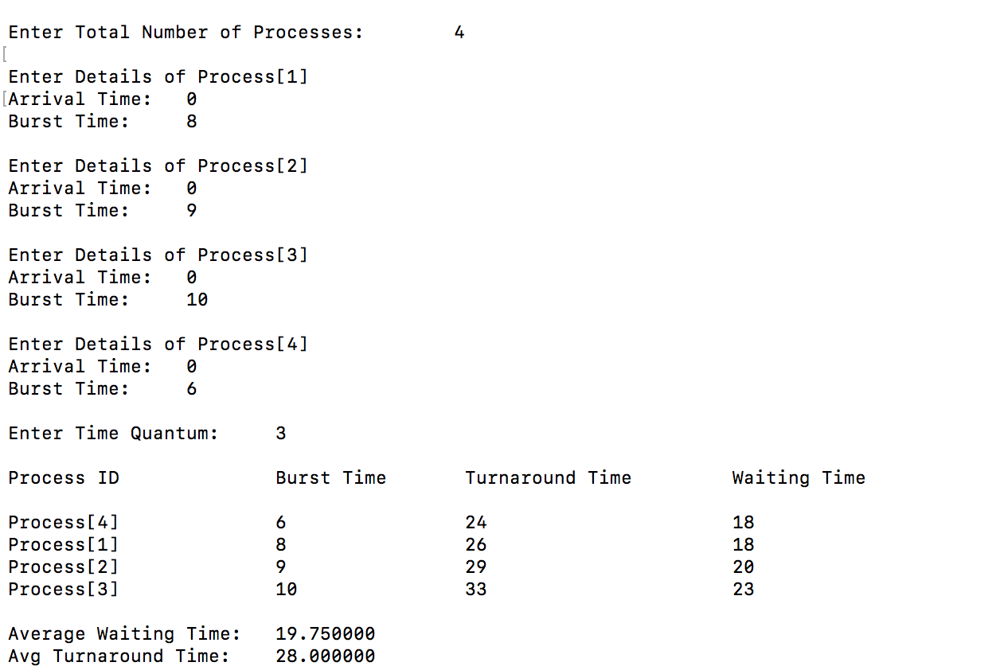 Enter Total Number of Processes: 4
[
Enter Details of Process[1]
[Arrival Time: 0
Burst Time: 8
Enter Details of Process[2]
Arrival Time: 0
Burst Time: 9
Enter Details of Process[3]
Arrival Time: 0
Burst Time: 10
Enter Details of Process[4]
Arrival Time: 0
Burst Time: 6
Enter Time Quantum: 3
Process ID Burst Time Turnaround Time Waiting Time
Process[4] 6 24 18
Process[1] 8 26 18
Process[2] 9 29 20
Process[3] 10 33 23
Average Waiting Time: 19.750000
Avg Turnaround Time: 28.000000